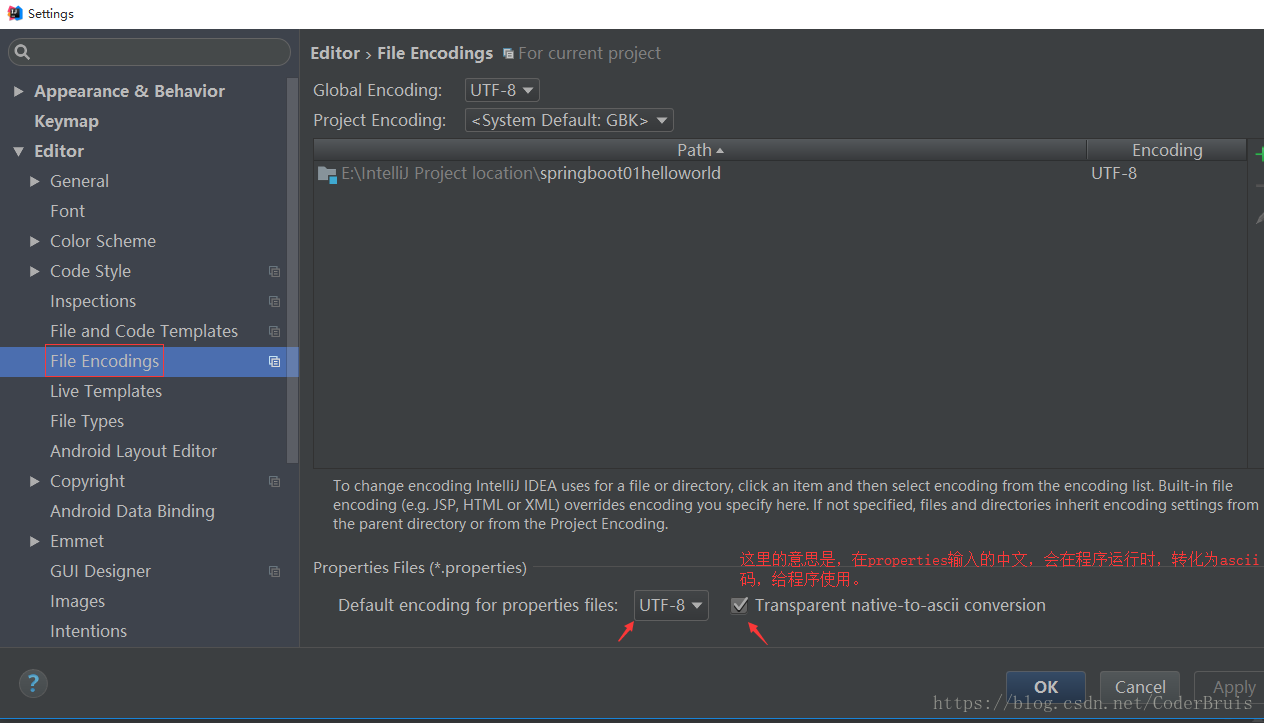 Settings
Editor › File Encodings For current project
Appearance & Behavior
Keymap
Editor
General
Font
Color Scheme
Code Style
Inspections
File and Code Templates
File Encodings
Live Templates
File Types
Android Layout Editor
Copyright
Android Data Binding
Emmet
GUI Designer
Images
Intentions
Global Encoding: UTF-8
Project Encoding: <System Default: GBK>
Path Encoding
E:\IntelliJ Project location\springboot01helloworld UTF-8
To change encoding IntelliJ IDEA uses for a file or directory, click an item and then select encoding from the encoding list. Built-in file
encoding (e.g. JSP, HTML or XML) overrides encoding you specify here. If not specified, files and directories inherit encoding settings from
the parent directory or from the Project Encoding.
这里的意思是，在properties输入的中文，会在程序运行时，转化为ascii
码，给程序使用。
Properties Files (*.properties)
Default encoding for properties files: UTF-8 Transparent native-to-ascii conversion
?
OK Cancel Apply
https://blog.csdn.net/CoderBruis